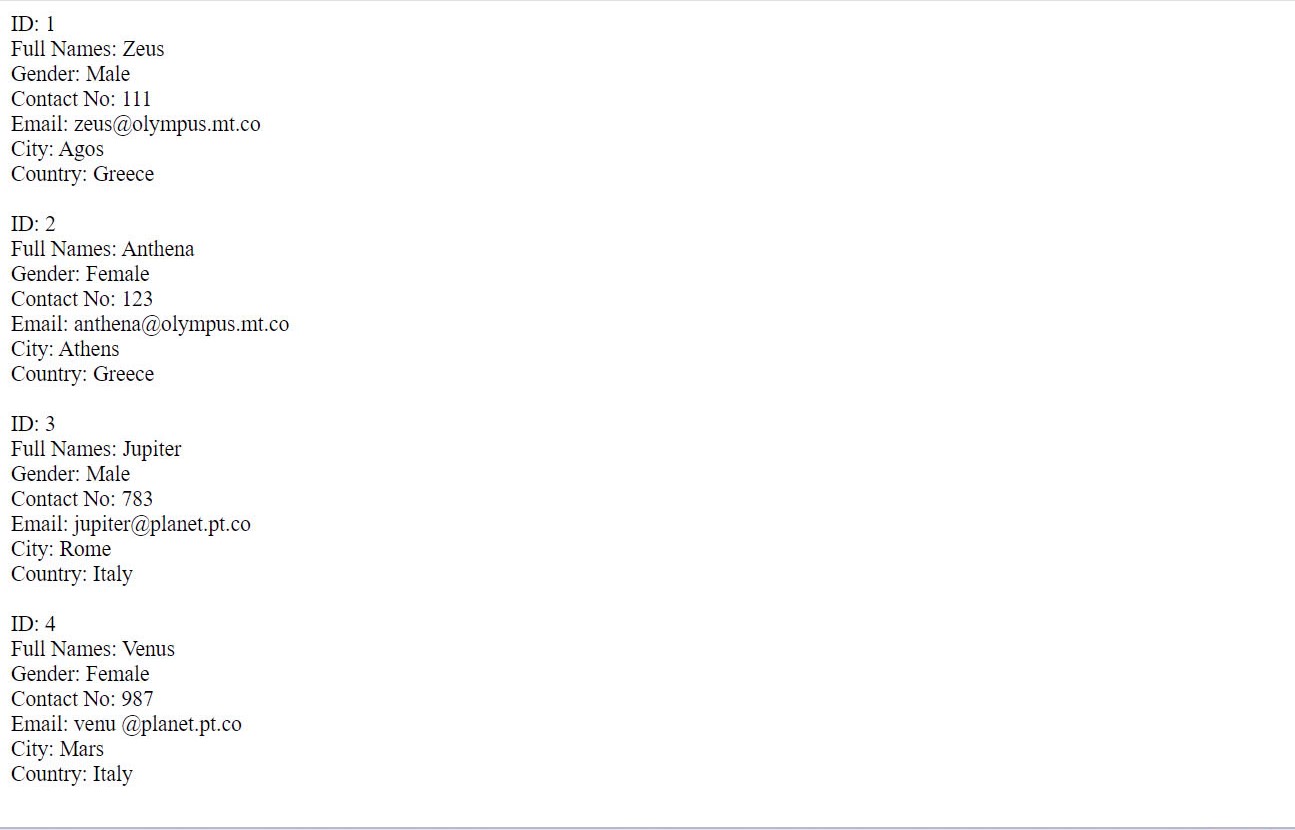 ID: 1
Full Names: Zeus
Gender: Male
Contact No: 111
Email: zeus@olympus.mt.co
City: Agos
Country: Greece

ID: 2
Full Names: Anthena
Gender: Female
Contact No: 123
Email: anthena@olympus.mt.co
City: Athens
Country: Greece

ID: 3
Full Names: Jupiter
Gender: Male
Contact No: 783
Email: jupiter@planet.pt.co
City: Rome
Country: Italy

ID: 4
Full Names: Venus
Gender: Female
Contact No: 987
Email: venu @planet.pt.co
City: Mars
Country: Italy